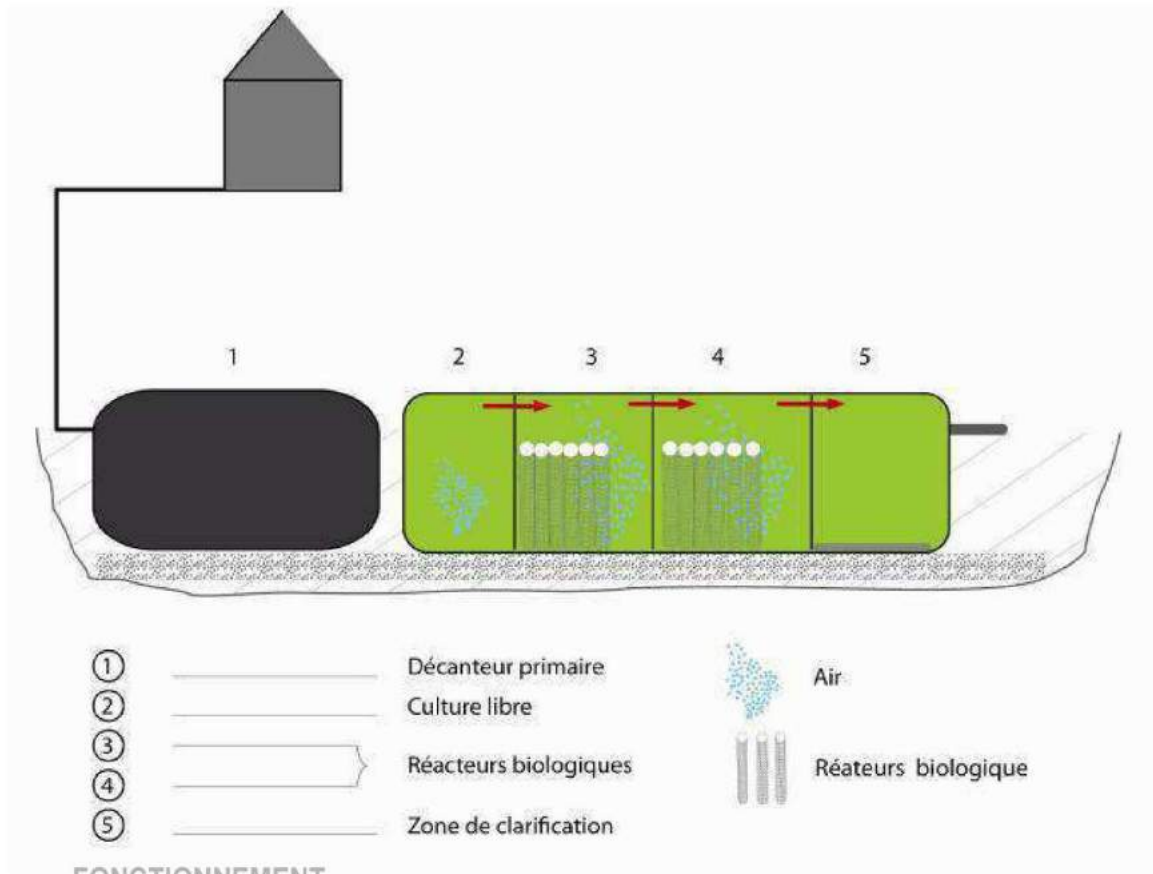 1 2 3 4 5
① Décanteur primaire
② Culture libre
③
④ Réacteurs biologiques
⑤ Zone de clarification
Air
Réateurs biologique
FONCTIONNEMENT